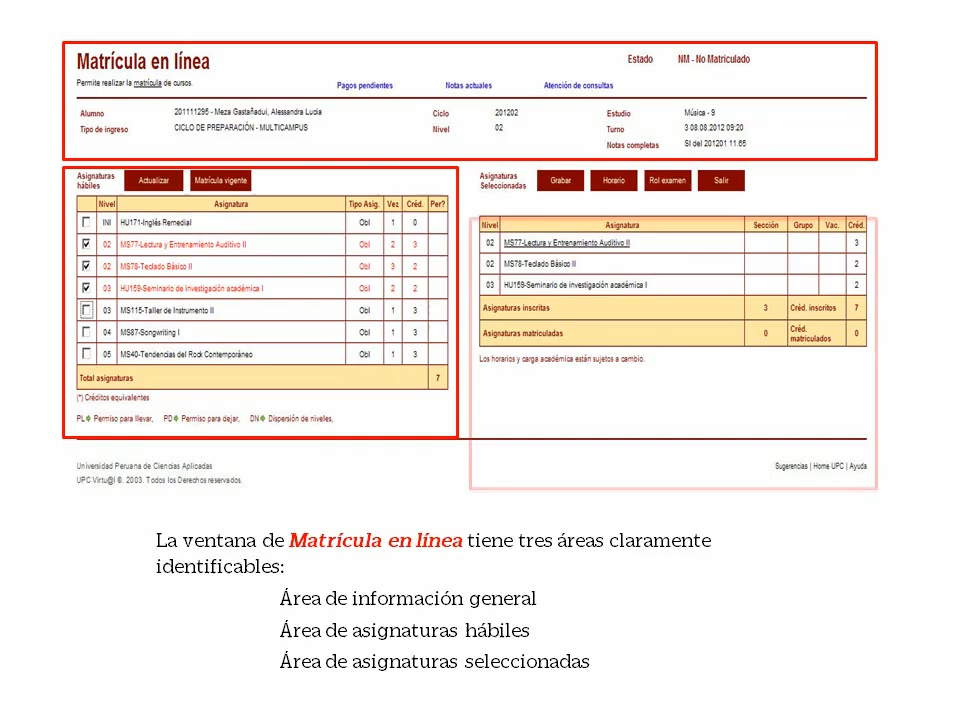 Matrícula en línea
Estado NM - No Matriculado
Permite realizar la matrícula de cursos.
Pagos pendientes Notas actuales Atención de consultas
Alumno 201111295 - Meza Gastañadui, Alessandra Lucia Ciclo 201202 Estudio Música - 9
Tipo de ingreso CICLO DE PREPARACIÓN - MULTICAMPUS Nivel 02 Turno 3 08.08.2012 09:20
Notas completas SI del 201201 11.65
Asignaturas hábiles Actualizar Matrícula vigente
Nivel Asignatura Tipo Asig. Vez Créd. Per?
INI HU171-Inglés Remedial Obl 1 0
02 MS77-Lectura y Entrenamiento Auditivo II Obl 2 3
02 MS78-Teclado Básico II Obl 3 2
03 HU159-Seminario de investigación académica I Obl 2 2
03 MS115-Taller de Instrumento II Obl 1 3
04 MS87-Songwriting I Obl 1 3
05 MS40-Tendencias del Rock Contemporáneo Obl 1 3
Total asignaturas 7
(*) Créditos equivalentes
PL Permiso para llevar, PD Permiso para dejar, DN Dispersión de niveles,
Asignaturas Seleccionadas Grabar Horario Rol examen Salir
Nivel Asignatura Sección Grupo Vac. Créd.
02 MS77-Lectura y Entrenamiento Auditivo II 3
02 MS78-Teclado Básico II 2
03 HU159-Seminario de investigación académica I 2
Asignaturas inscritas 3 Créd. inscritos 7
Asignaturas matriculadas 0 Créd. matriculados 0
Los horarios y carga académica están sujetos a cambio.
Universidad Peruana de Ciencias Aplicadas
UPC Virtu@l ©. 2003. Todos los Derechos reservados.
Sugerencias | Home UPC | Ayuda
La ventana de Matrícula en línea tiene tres áreas claramente
identificables:
Área de información general
Área de asignaturas hábiles
Área de asignaturas seleccionadas